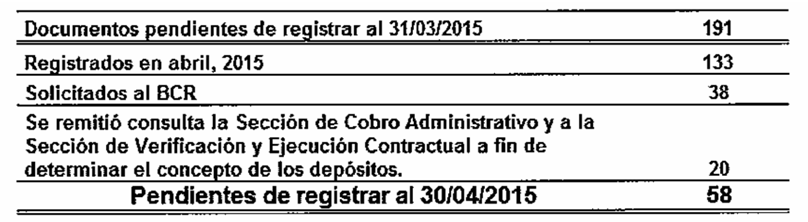 Documentos pendientes de registrar al 31/03/2015 191
Registrados en abril, 2015 133
Solicitados al BCR 38
Se remitió consulta la Sección de Cobro Administrativo y a la
Sección de Verificación y Ejecución Contractual a fin de
determinar el concepto de los depósitos. 20
Pendientes de registrar al 30/04/2015 58